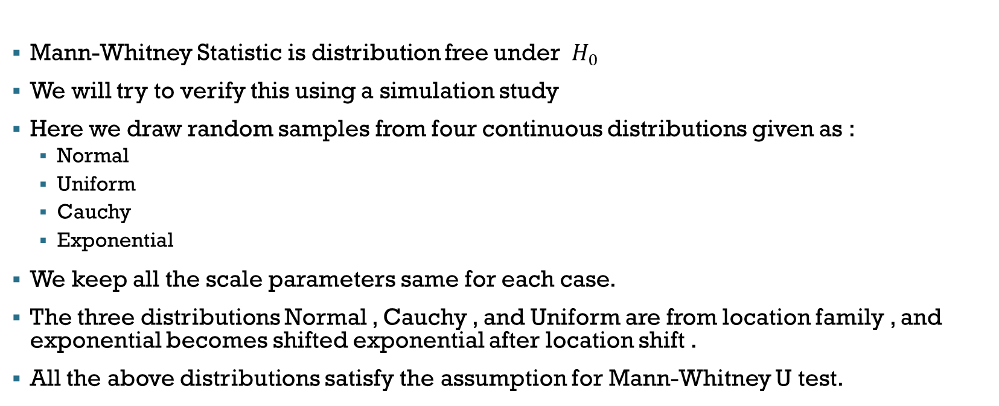 ▪ Mann-Whitney Statistic is distribution free under H₀
▪ We will try to verify this using a simulation study
▪ Here we draw random samples from four continuous distributions given as :
▪ Normal
▪ Uniform
▪ Cauchy
▪ Exponential
▪ We keep all the scale parameters same for each case.
▪ The three distributions Normal , Cauchy , and Uniform are from location family , and
exponential becomes shifted exponential after location shift .
▪ All the above distributions satisfy the assumption for Mann-Whitney U test.